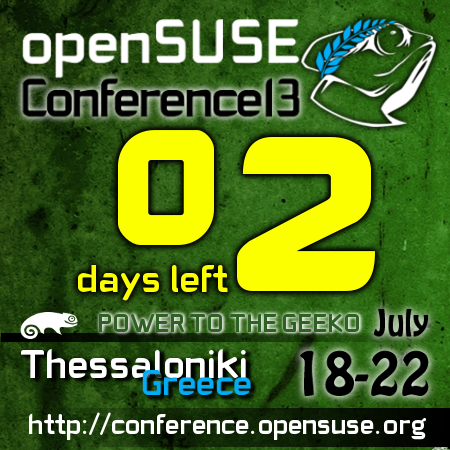 openSUSE
Conference13
02
days left
POWER TO THE GEEKO
July
Thessaloniki
Greece
18-22
http://conference.opensuse.org